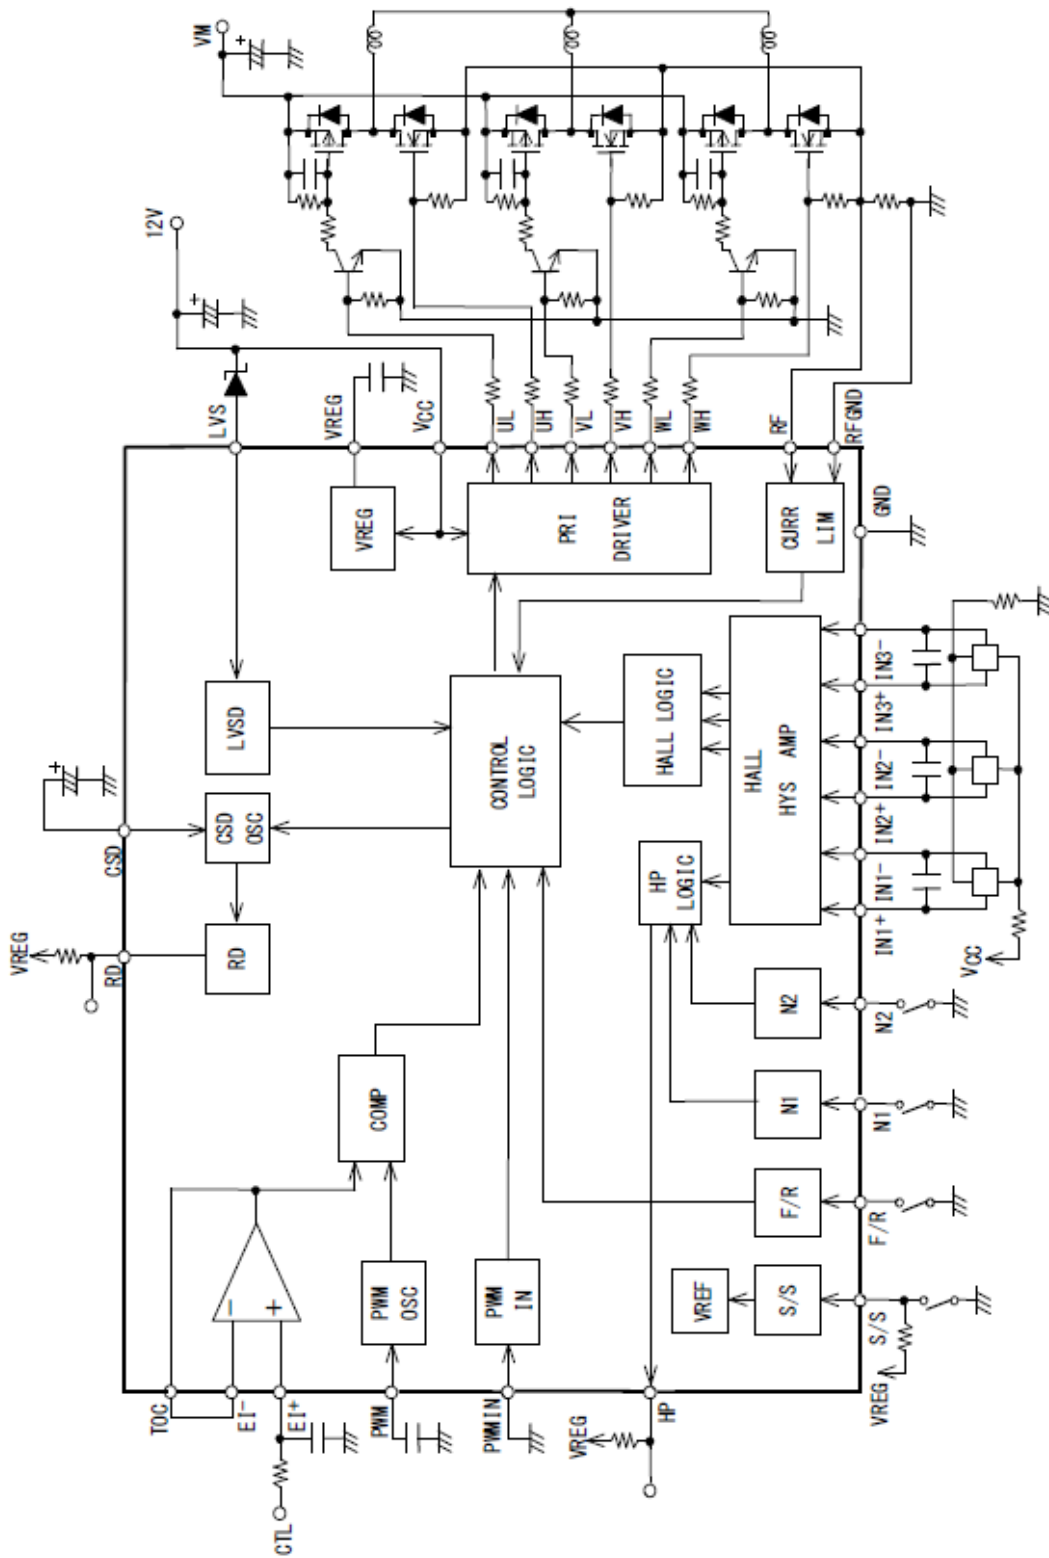 VM
+
12V
+
LVS
VREG
VCC
UL
UH
VL
VH
WL
WH
RF
RFGND
GND
VREG
PRI
DRIVER
CURR
LIM
CSD
+
LVSD
CSD
OSC
RD
VREG
RD
CONTROL
LOGIC
HALL LOGIC
HALL
HYS AMP
HP
LOGIC
IN3-
IN3+
IN2-
IN2+
IN1-
IN1+
VCC
N2
N2
N1
N1
F/R
F/R
S/S
S/S
VREF
VREG
COMP
-
+
PWM
OSC
PWM
IN
TOC
EI-
EI+
CTL
PWM
PWMIN
VREG
HP